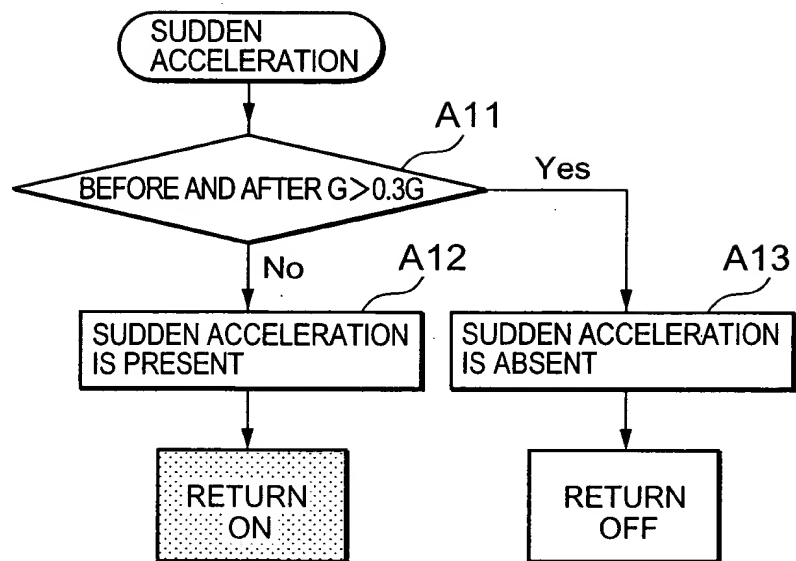 SUDDEN
ACCELERATION
A11
BEFORE AND AFTER G>0.3G
Yes
No
A12
A13
SUDDEN ACCELERATION
IS PRESENT
SUDDEN ACCELERATION
IS ABSENT
RETURN
ON
RETURN
OFF